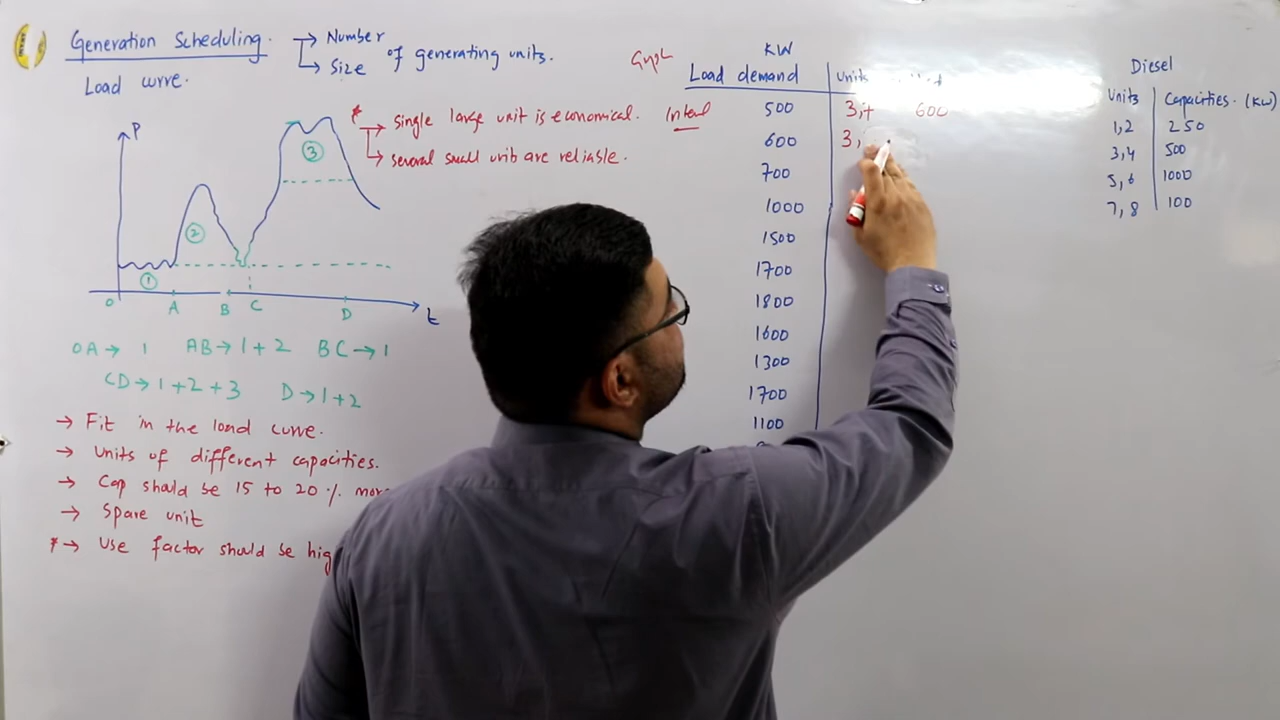 Generation Scheduling.
Number
Size
of generating units.
Load curve.
P
3
2
1
O
A
B
C
D
t
* Single large unit is economical.
several small units are reliable.
OA → 1 AB → 1 + 2 BC → 1
CD → 1 + 2 + 3 D → 1 + 2
→ Fit in the load curve.
→ Units of different capacities.
→ Cap should be 15 to 20 %
→ Spare unit
* → Use factor should be
KW
Load demand
Units
500 600
600 3,
700
1000
1500
1700
1800
1600
1300
1700
1100
Diesel
Units Capacities. (KW)
1,2 250
3,4 500
5,6 1000
7,8 100